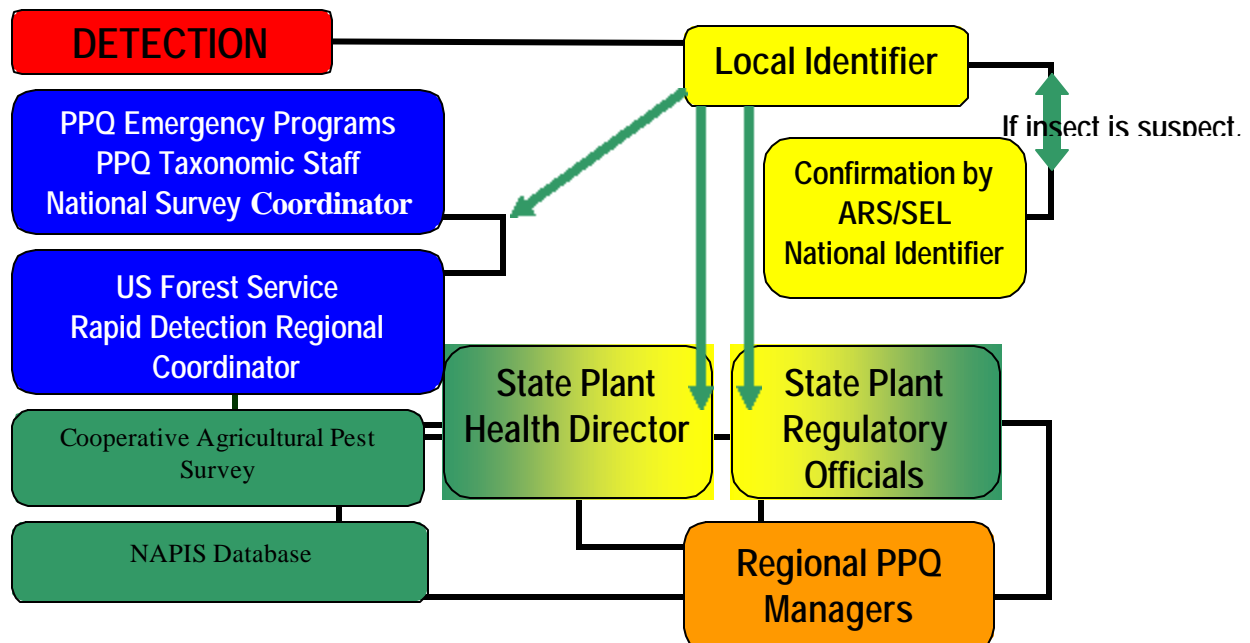 DETECTION
Local Identifier
PPQ Emergency Programs
PPQ Taxonomic Staff
National Survey Coordinator
If insect is suspect.
Confirmation by
ARS/SEL
National Identifier
US Forest Service
Rapid Detection Regional
Coordinator
State Plant
Health Director
State Plant
Regulatory
Officials
Cooperative Agricultural Pest
Survey
NAPIS Database
Regional PPQ
Managers